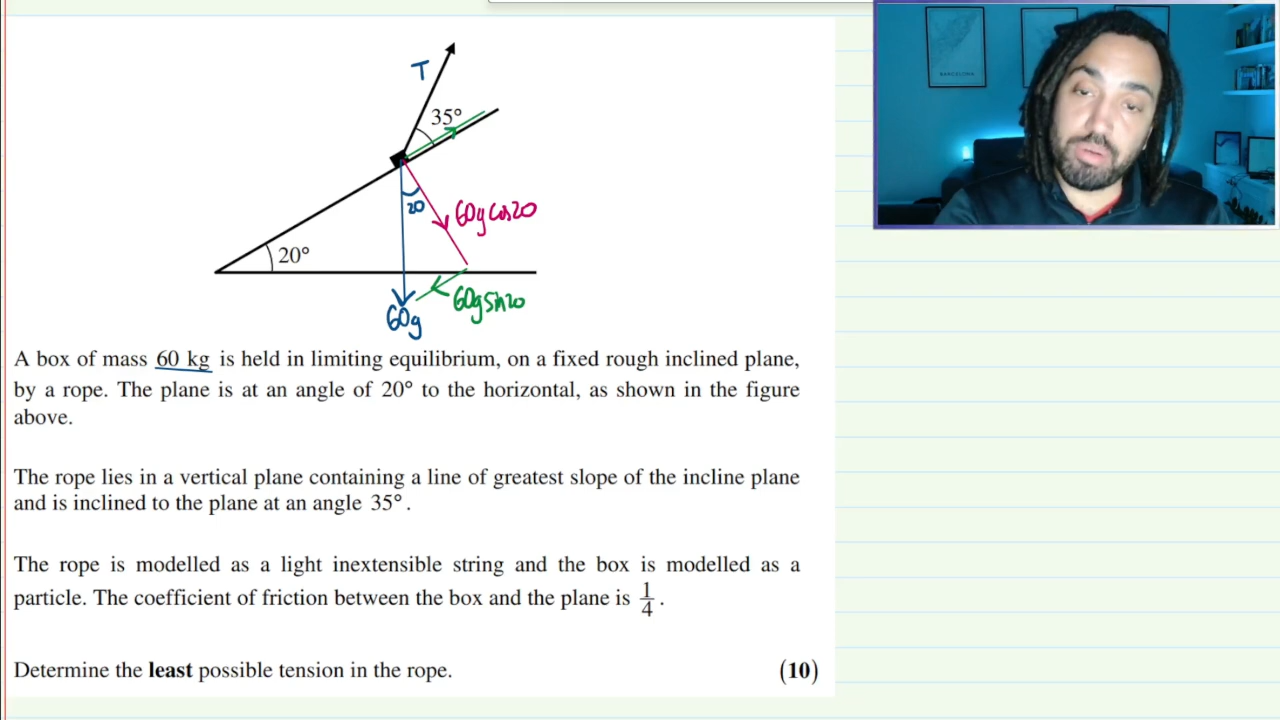 T
35°
BARCELONA
20
60g cos20
20°
60g sin20
60g
A box of mass 60 kg is held in limiting equilibrium, on a fixed rough inclined plane,
by a rope. The plane is at an angle of 20° to the horizontal, as shown in the figure
above.
The rope lies in a vertical plane containing a line of greatest slope of the incline plane
and is inclined to the plane at an angle 35°.
The rope is modelled as a light inextensible string and the box is modelled as a
particle. The coefficient of friction between the box and the plane is 1/4.
Determine the least possible tension in the rope. (10)